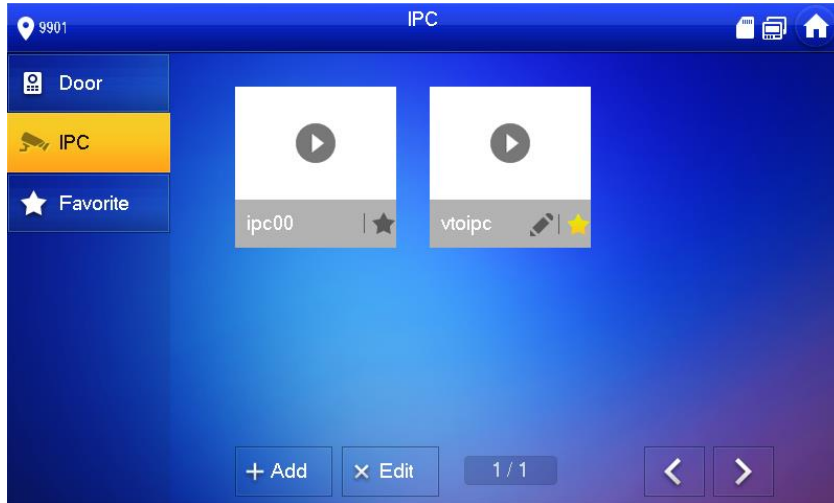 9901
IPC
Door
IPC
Favorite
ipc00
vtoipc
+ Add
× Edit
1 / 1